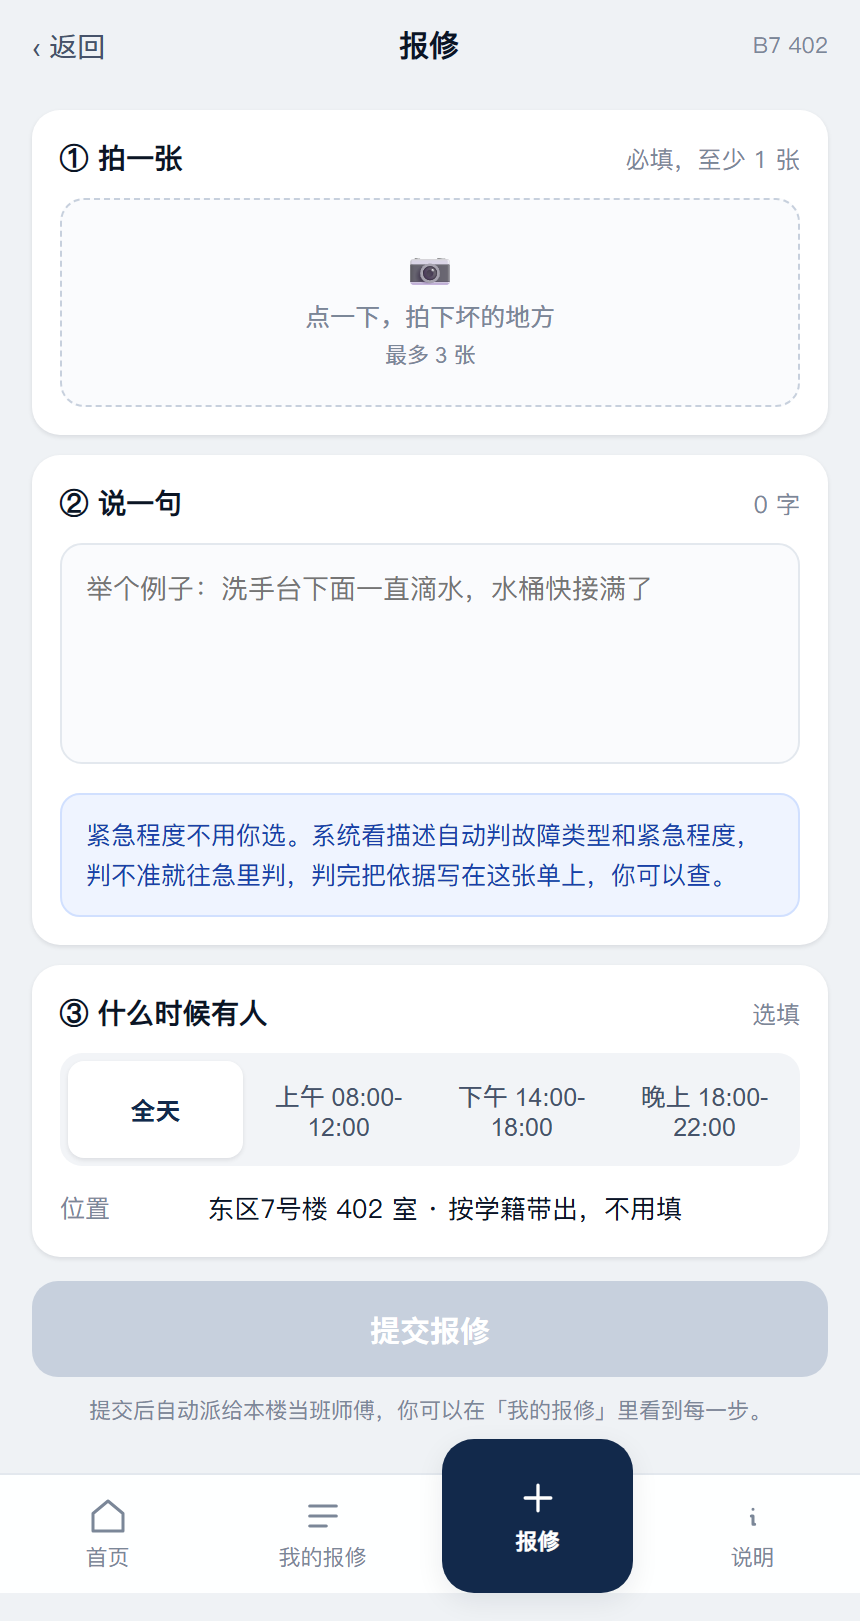 ‹ 返回
报修
B7 402
① 拍一张
必填，至少 1 张
点一下，拍下坏的地方
最多 3 张
② 说一句
0 字
举个例子：洗手台下面一直滴水，水桶快接满了
紧急程度不用你选。系统看描述自动判故障类型和紧急程度，
判不准就往急里判，判完把依据写在这张单上，你可以查。
③ 什么时候有人
选填
全天
上午 08:00-
12:00
下午 14:00-
18:00
晚上 18:00-
22:00
位置
东区7号楼 402 室 · 按学籍带出，不用填
提交报修
提交后自动派给本楼当班师傅，你可以在「我的报修」里看到每一步。
首页
我的报修
报修
说明